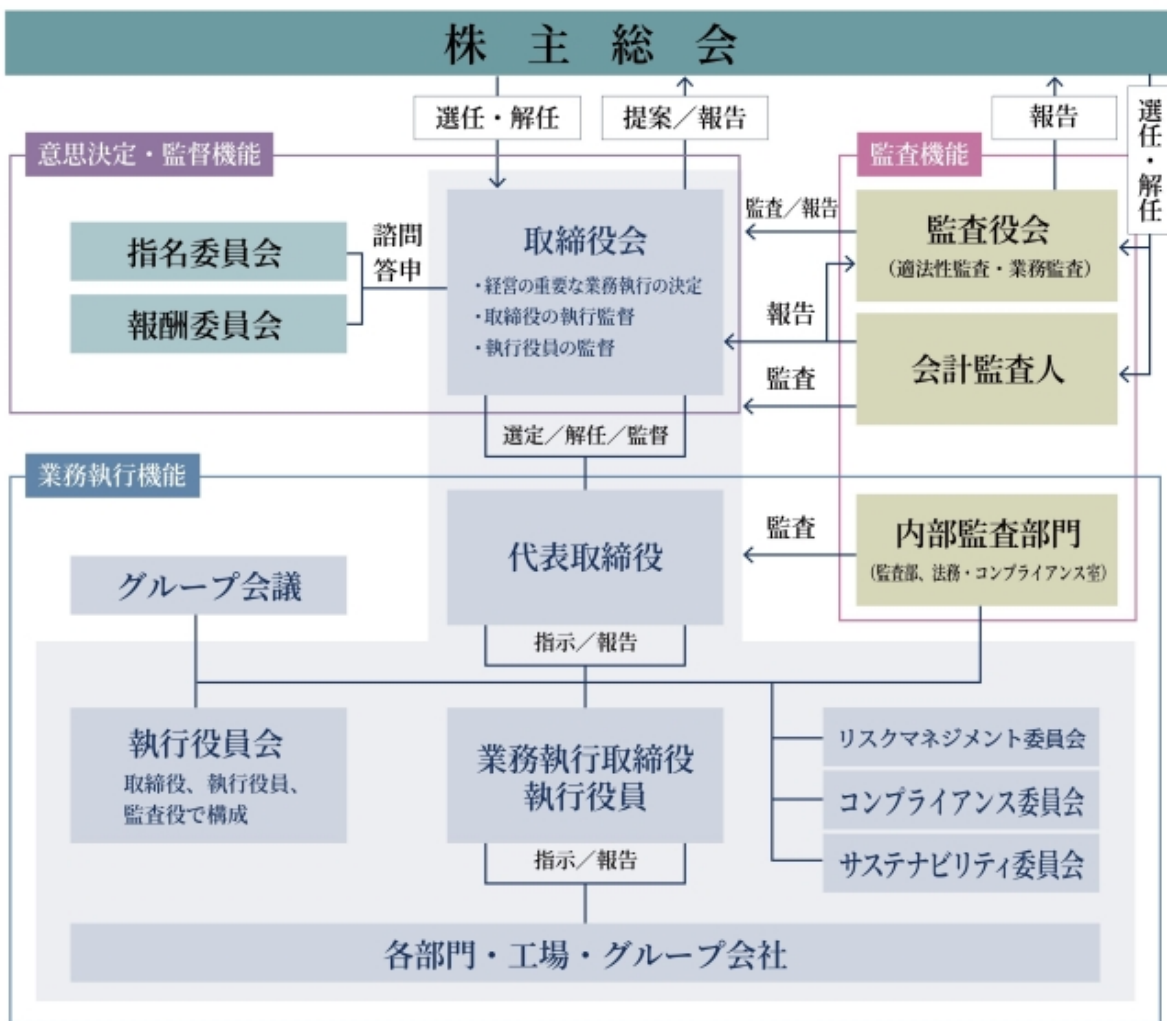 株主総会
選任・解任
提案／報告
報告
選任・解任
意思決定・監督機能
監査機能
指名委員会
報酬委員会
諮問
答申
取締役会
・経営の重要な業務執行の決定
・取締役の執行監督
・執行役員の監督
監査／報告
報告
監査
監査役会
（適法性監査・業務監査）
会計監査人
選定／解任／監督
業務執行機能
代表取締役
監査
内部監査部門
（監査部、法務・コンプライアンス室）
グループ会議
指示／報告
執行役員会
取締役、執行役員、
監査役で構成
業務執行取締役
執行役員
リスクマネジメント委員会
コンプライアンス委員会
サステナビリティ委員会
指示／報告
各部門・工場・グループ会社